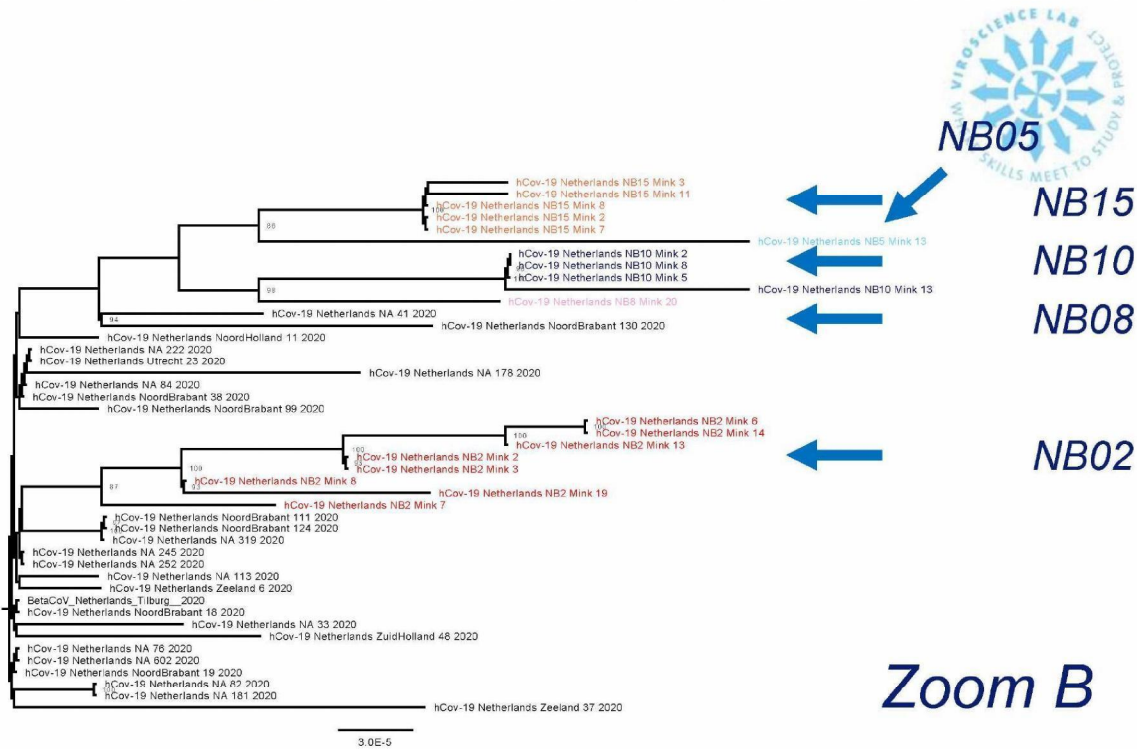 VIROSCIENCE LAB
SKILLS MEET TO STUDY & PROTECT
NB05
hCov-19 Netherlands NB15 Mink 3
hCov-19 Netherlands NB15 Mink 11
hCov-19 Netherlands NB15 Mink 8
100
hCov-19 Netherlands NB15 Mink 2
NB15
86
hCov-19 Netherlands NB15 Mink 7
hCov-19 Netherlands NB5 Mink 13
hCov-19 Netherlands NB10 Mink 2
hCov-19 Netherlands NB10 Mink 8
NB10
hCov-19 Netherlands NB10 Mink 5
98
hCov-19 Netherlands NB10 Mink 13
hCov-19 Netherlands NB8 Mink 20
hCov-19 Netherlands NA 41 2020
94
hCov-19 Netherlands NoordBrabant 130 2020
NB08
hCov-19 Netherlands NoordHolland 11 2020
hCov-19 Netherlands NA 222 2020
hCov-19 Netherlands Utrecht 23 2020
hCov-19 Netherlands NA 178 2020
hCov-19 Netherlands NA 84 2020
hCov-19 Netherlands NoordBrabant 38 2020
hCov-19 Netherlands NoordBrabant 99 2020
hCov-19 Netherlands NB2 Mink 6
hCov-19 Netherlands NB2 Mink 14
100
hCov-19 Netherlands NB2 Mink 13
100
hCov-19 Netherlands NB2 Mink 2
NB02
93
hCov-19 Netherlands NB2 Mink 3
100
hCov-19 Netherlands NB2 Mink 8
93
hCov-19 Netherlands NB2 Mink 19
87
hCov-19 Netherlands NB2 Mink 7
hCov-19 Netherlands NoordBrabant 111 2020
hCov-19 Netherlands NoordBrabant 124 2020
hCov-19 Netherlands NA 319 2020
hCov-19 Netherlands NA 245 2020
hCov-19 Netherlands NA 252 2020
hCov-19 Netherlands NA 113 2020
hCov-19 Netherlands Zeeland 6 2020
BetaCoV_Netherlands_Tilburg__2020
hCov-19 Netherlands NoordBrabant 18 2020
hCov-19 Netherlands NA 33 2020
hCov-19 Netherlands ZuidHolland 48 2020
hCov-19 Netherlands NA 76 2020
hCov-19 Netherlands NA 602 2020
hCov-19 Netherlands NoordBrabant 19 2020
hCov-19 Netherlands NA 82 2020
hCov-19 Netherlands NA 181 2020
hCov-19 Netherlands Zeeland 37 2020
Zoom B
3.0E-5